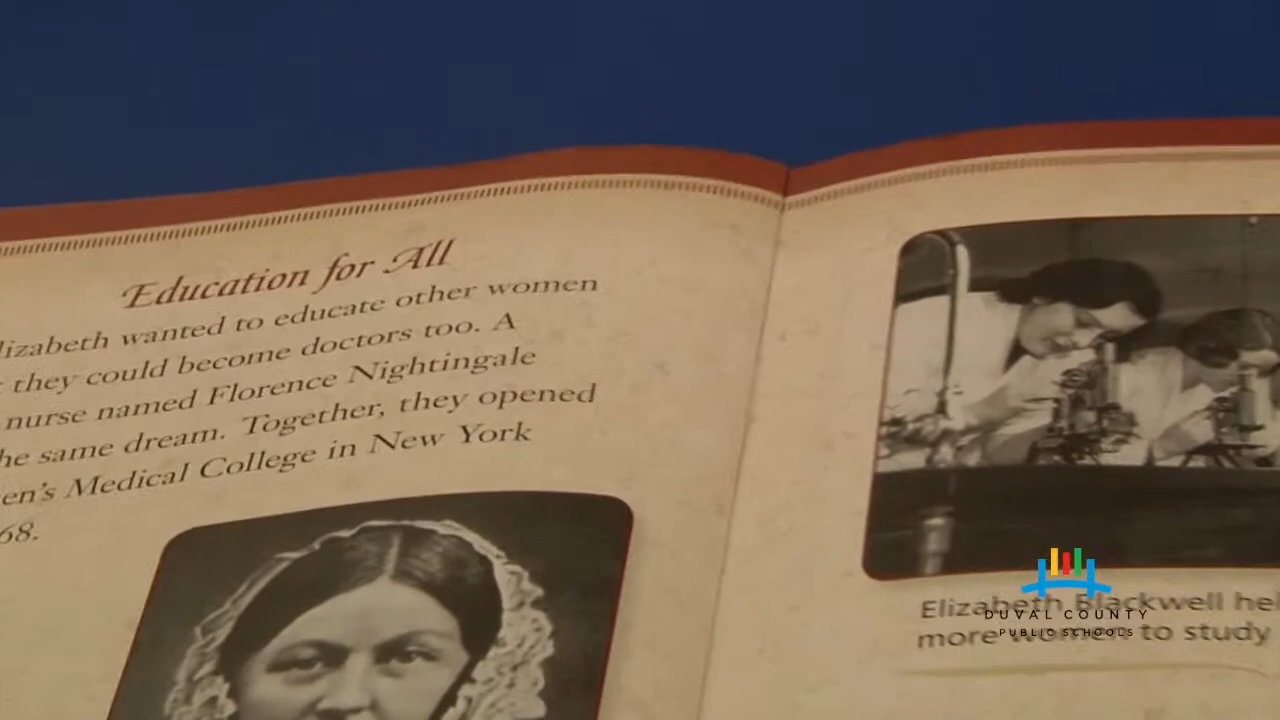 Education for All
lizabeth wanted to educate other women
they could become doctors too. A
nurse named Florence Nightingale
he same dream. Together, they opened
en's Medical College in New York
68.
Elizabeth Blackwell hel
more women to study
DUVAL COUNTY
PUBLIC SCHOOLS